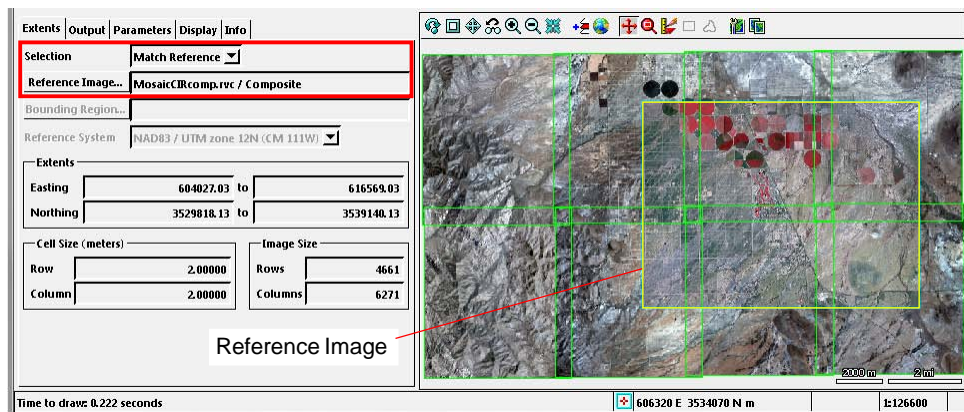 Extents Output Parameters Display Info
Selection Match Reference
Reference Image... MosaicCIRcomp.rvc / Composite
Bounding Region...
Reference System NAD83 / UTM zone 12N (CM 111W)
Extents
Easting 604027.03 to 616569.03
Northing 3529818.13 to 3539140.13
Cell Size (meters) Image Size
Row 2.00000 Rows 4661
Column 2.00000 Columns 6271
Reference Image
2000 m 2 mi
Time to draw: 0.222 seconds 606320 E 3534070 N m 1:126600